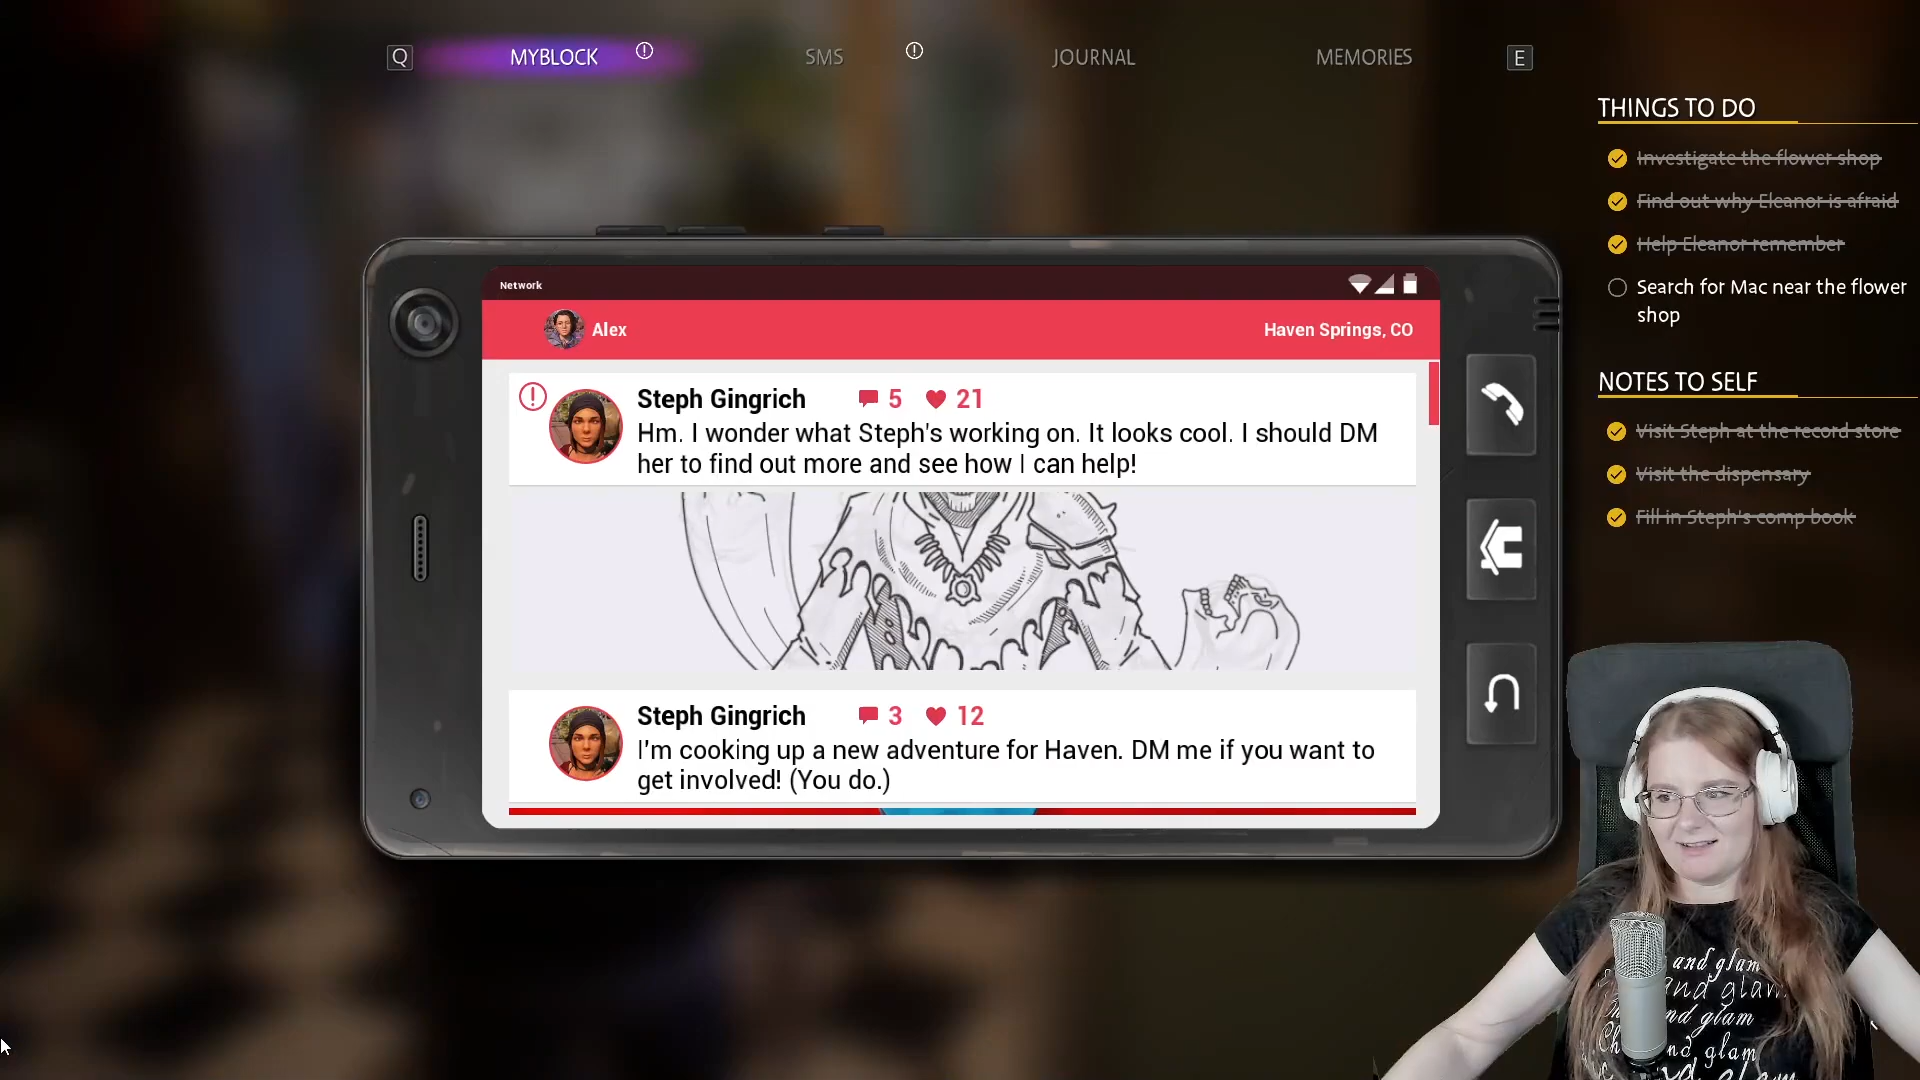 Q
MYBLOCK
SMS
JOURNAL
MEMORIES
E
THINGS TO DO
Investigate the flower shop
Find out why Eleanor is afraid
Help Eleanor remember
Search for Mac near the flower
shop
NOTES TO SELF
Visit Steph at the record store
Visit the dispensary
Fill in Steph's comp book
Network
Alex
Haven Springs, CO
Steph Gingrich 5 21
Hm. I wonder what Steph's working on. It looks cool. I should DM
her to find out more and see how I can help!
Steph Gingrich 3 12
I'm cooking up a new adventure for Haven. DM me if you want to
get involved! (You do.)
and glam
and glam
and glam
glam